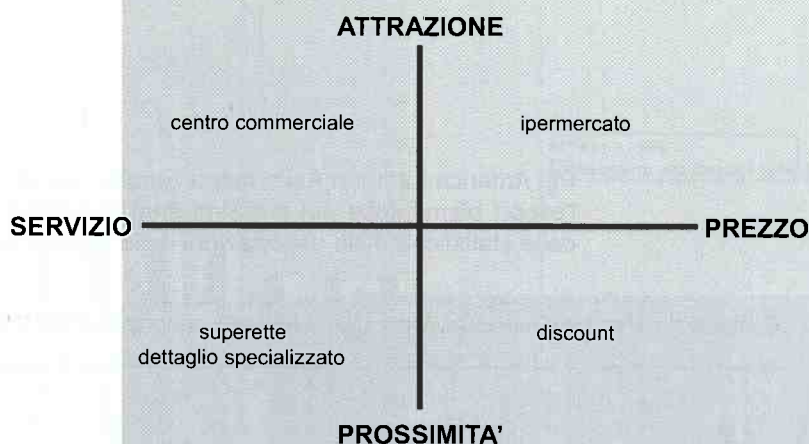 ATTRAZIONE
centro commerciale
ipermercato
SERVIZIO
PREZZO
superette
dettaglio specializzato
discount
PROSSIMITA'